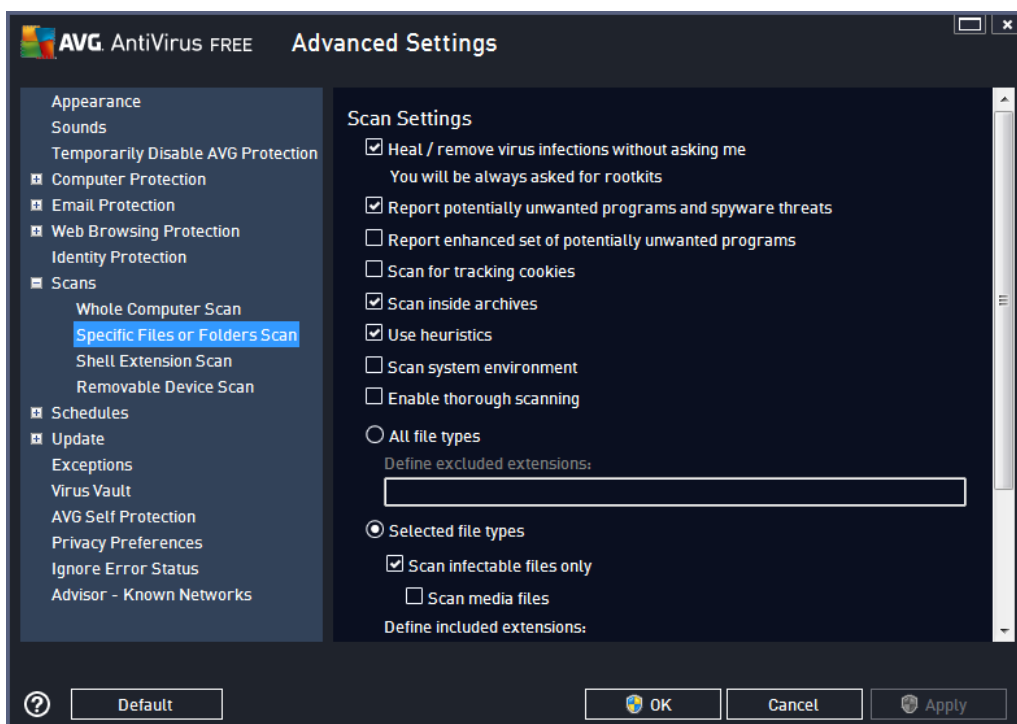 AVG. AntiVirus FREE Advanced Settings
Appearance
Sounds
Temporarily Disable AVG Protection
Computer Protection
Email Protection
Web Browsing Protection
Identity Protection
Scans
Whole Computer Scan
Specific Files or Folders Scan
Shell Extension Scan
Removable Device Scan
Schedules
Update
Exceptions
Virus Vault
AVG Self Protection
Privacy Preferences
Ignore Error Status
Advisor - Known Networks
Scan Settings
Heal / remove virus infections without asking me
You will be always asked for rootkits
Report potentially unwanted programs and spyware threats
Report enhanced set of potentially unwanted programs
Scan for tracking cookies
Scan inside archives
Use heuristics
Scan system environment
Enable thorough scanning
All file types
Define excluded extensions:
Selected file types
Scan infectable files only
Scan media files
Define included extensions:
? Default OK Cancel Apply